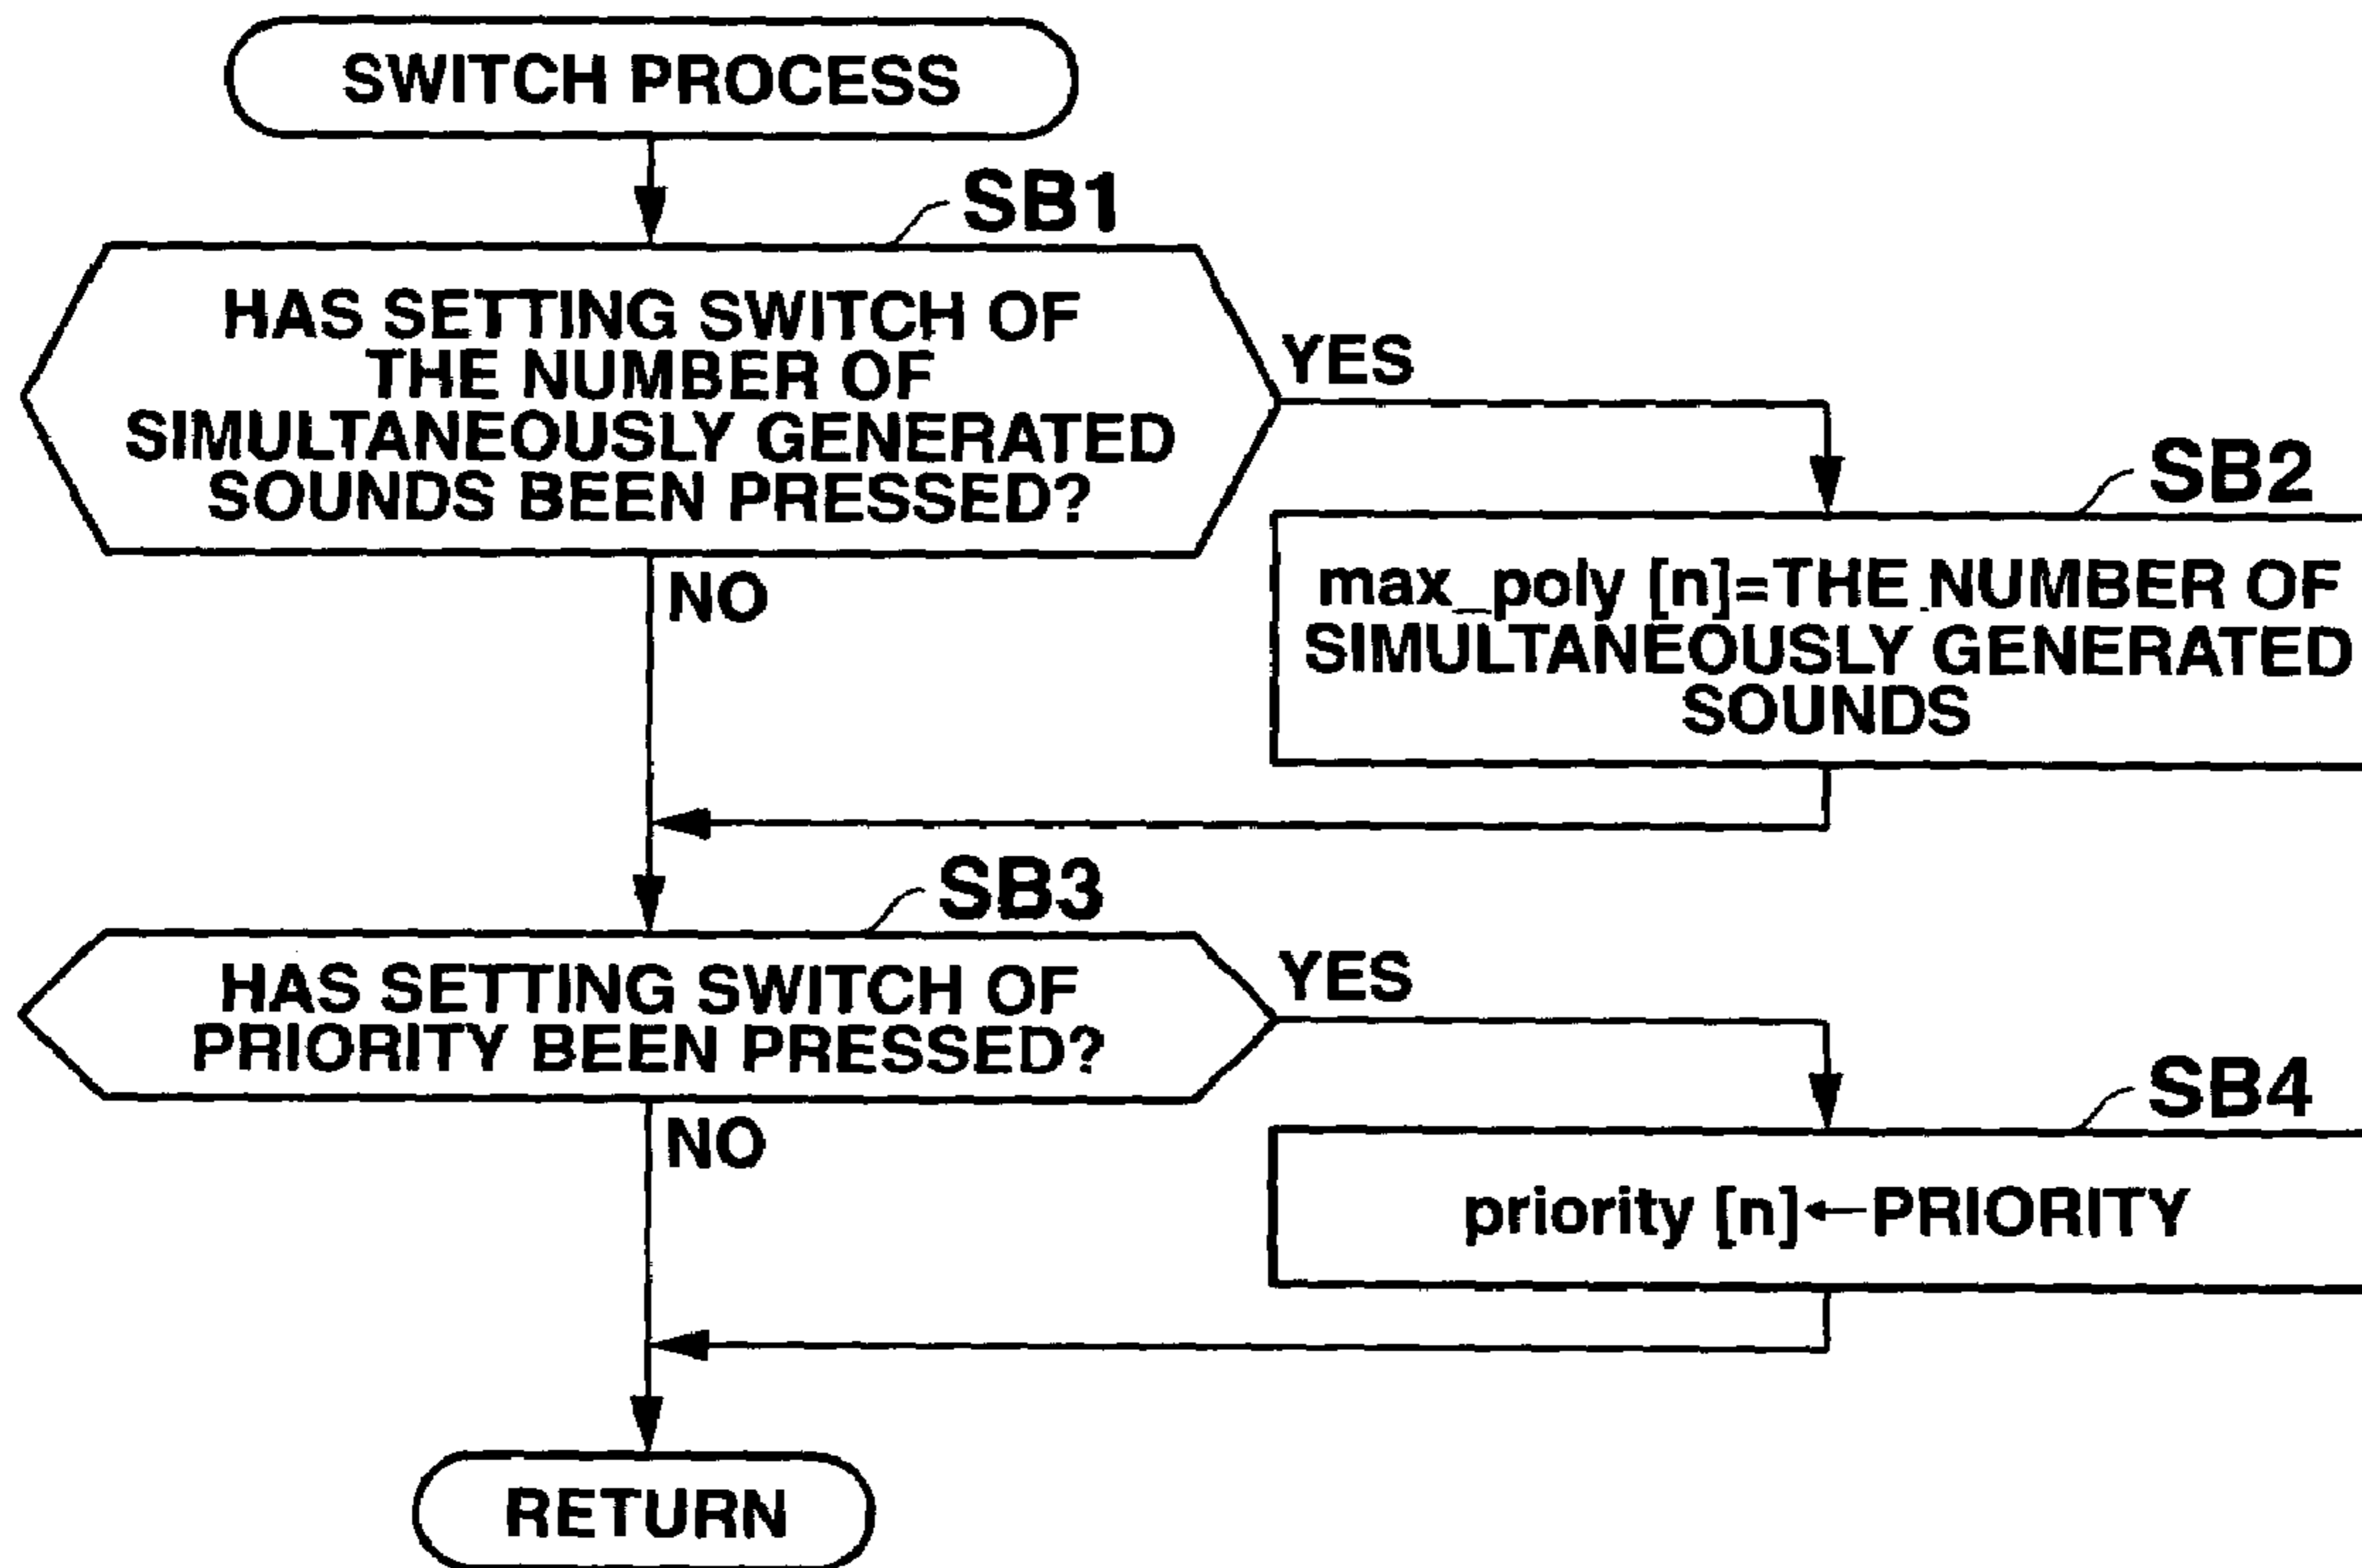 SWITCH PROCESS
SB1
HAS SETTING SWITCH OF
THE NUMBER OF
SIMULTANEOUSLY GENERATED
SOUNDS BEEN PRESSED?
YES
NO
SB2
max_poly [n]=THE NUMBER OF
SIMULTANEOUSLY GENERATED
SOUNDS
SB3
HAS SETTING SWITCH OF
PRIORITY BEEN PRESSED?
YES
NO
SB4
priority [n]←PRIORITY
RETURN